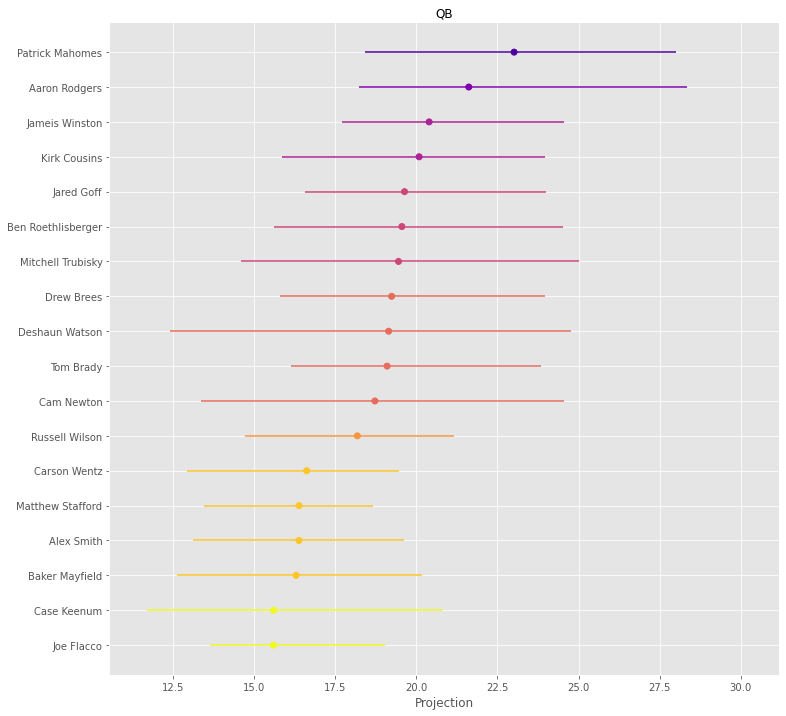 QB
Patrick Mahomes
Aaron Rodgers
Jameis Winston
Kirk Cousins
Jared Goff
Ben Roethlisberger
Mitchell Trubisky
Drew Brees
Deshaun Watson
Tom Brady
Cam Newton
Russell Wilson
Carson Wentz
Matthew Stafford
Alex Smith
Baker Mayfield
Case Keenum
Joe Flacco
12.5 15.0 17.5 20.0 22.5 25.0 27.5 30.0
Projection